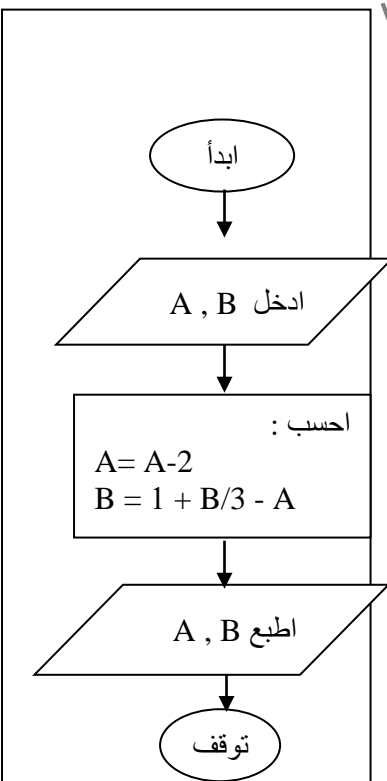 ابدأ
ادخل A , B
احسب :
A= A-2
B = 1 + B/3 - A
اطبع A , B
توقف